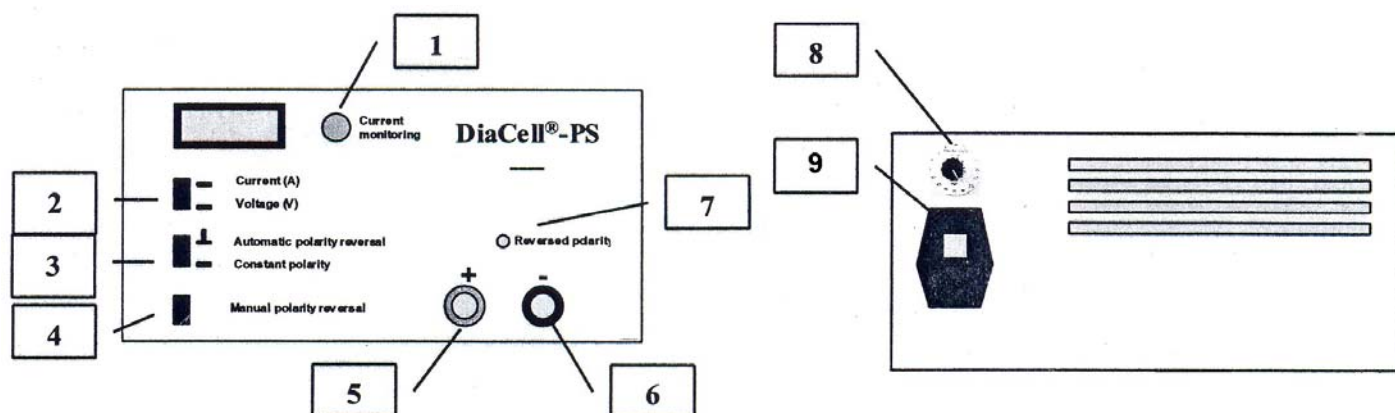 1
8
Current
monitoring
DiaCell®-PS
9
2
Current (A)
Voltage (V)
7
3
Automatic polarity reversal
Constant polarity
Reversed polarity
+
-
4
Manual polarity reversal
5
6